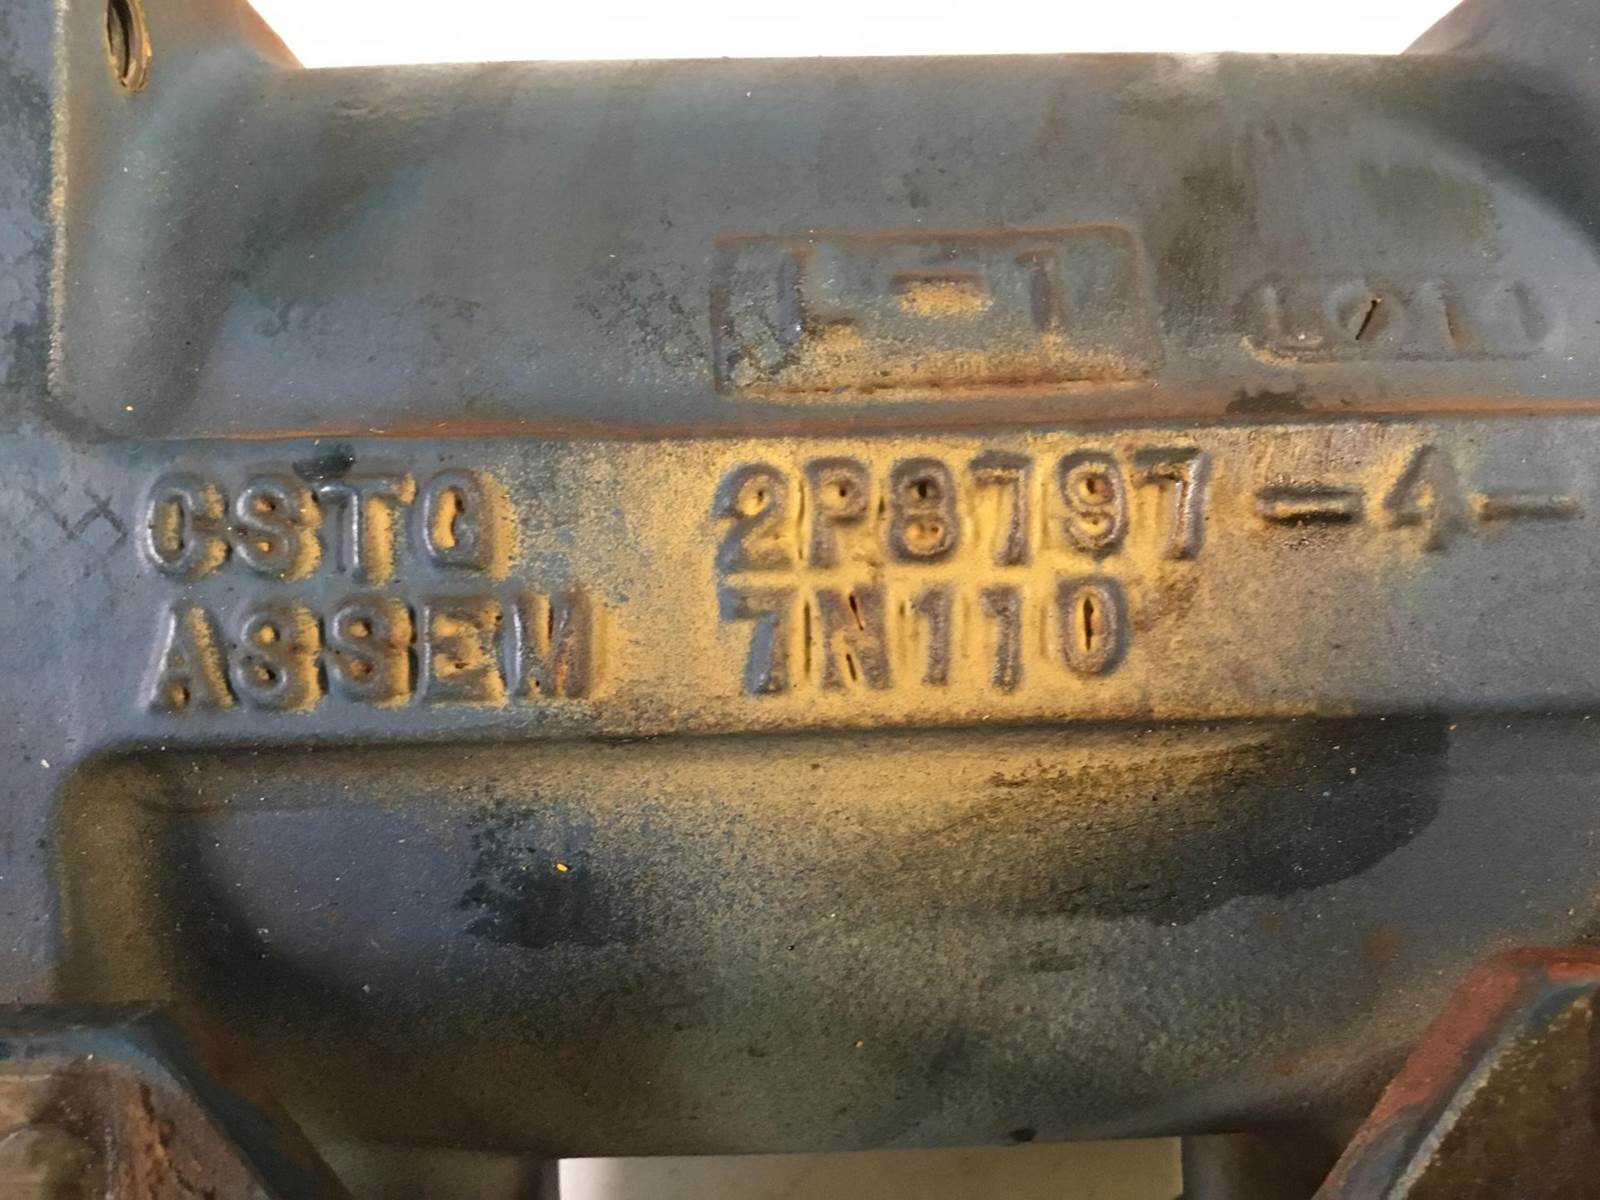 CSTG 2P8797 =4-
ASSEM 7N110